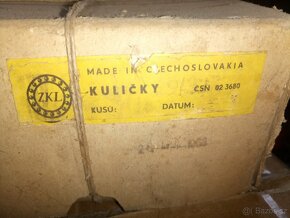 MADE IN CZECHOSLOVAKIA
ZKL
KULIČKY ČSN 02 3680
KUSŮ: DATUM: